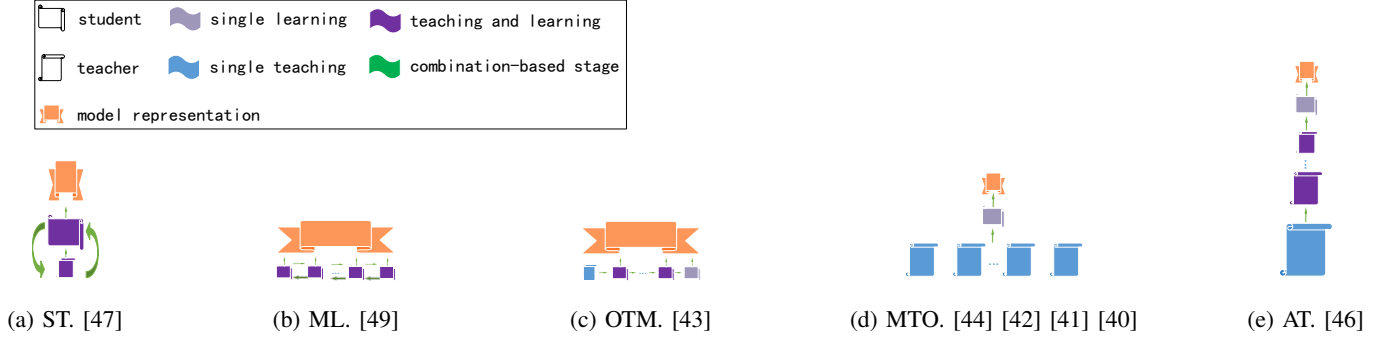 student single learning teaching and learning
teacher single teaching combination-based stage
model representation
(a) ST. [47] (b) ML. [49] (c) OTM. [43] (d) MTO. [44] [42] [41] [40] (e) AT. [46]